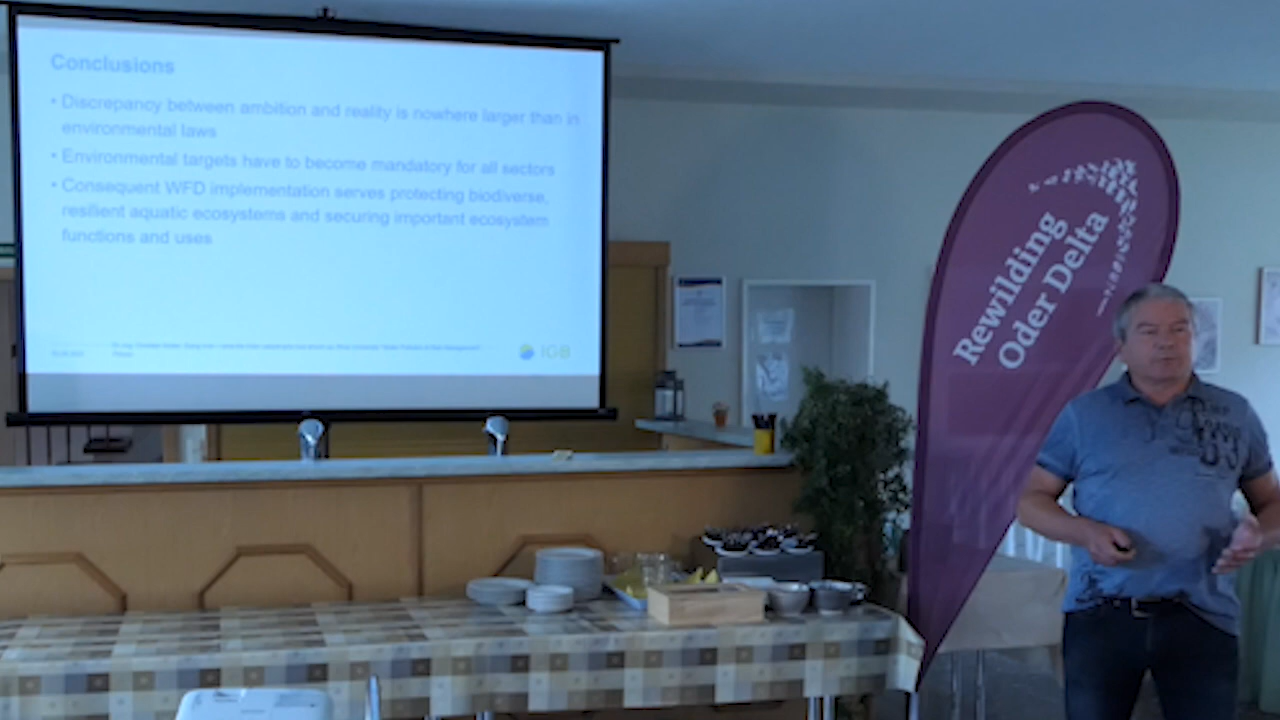 Conclusions
• Discrepancy between ambition and reality is nowhere larger than in
environmental laws
• Environmental targets have to become mandatory for all sectors
• Consequent WFD implementation serves protecting biodiverse,
resilient aquatic ecosystems and securing important ecosystem
functions and uses
IGB
Rewilding
Oder Delta